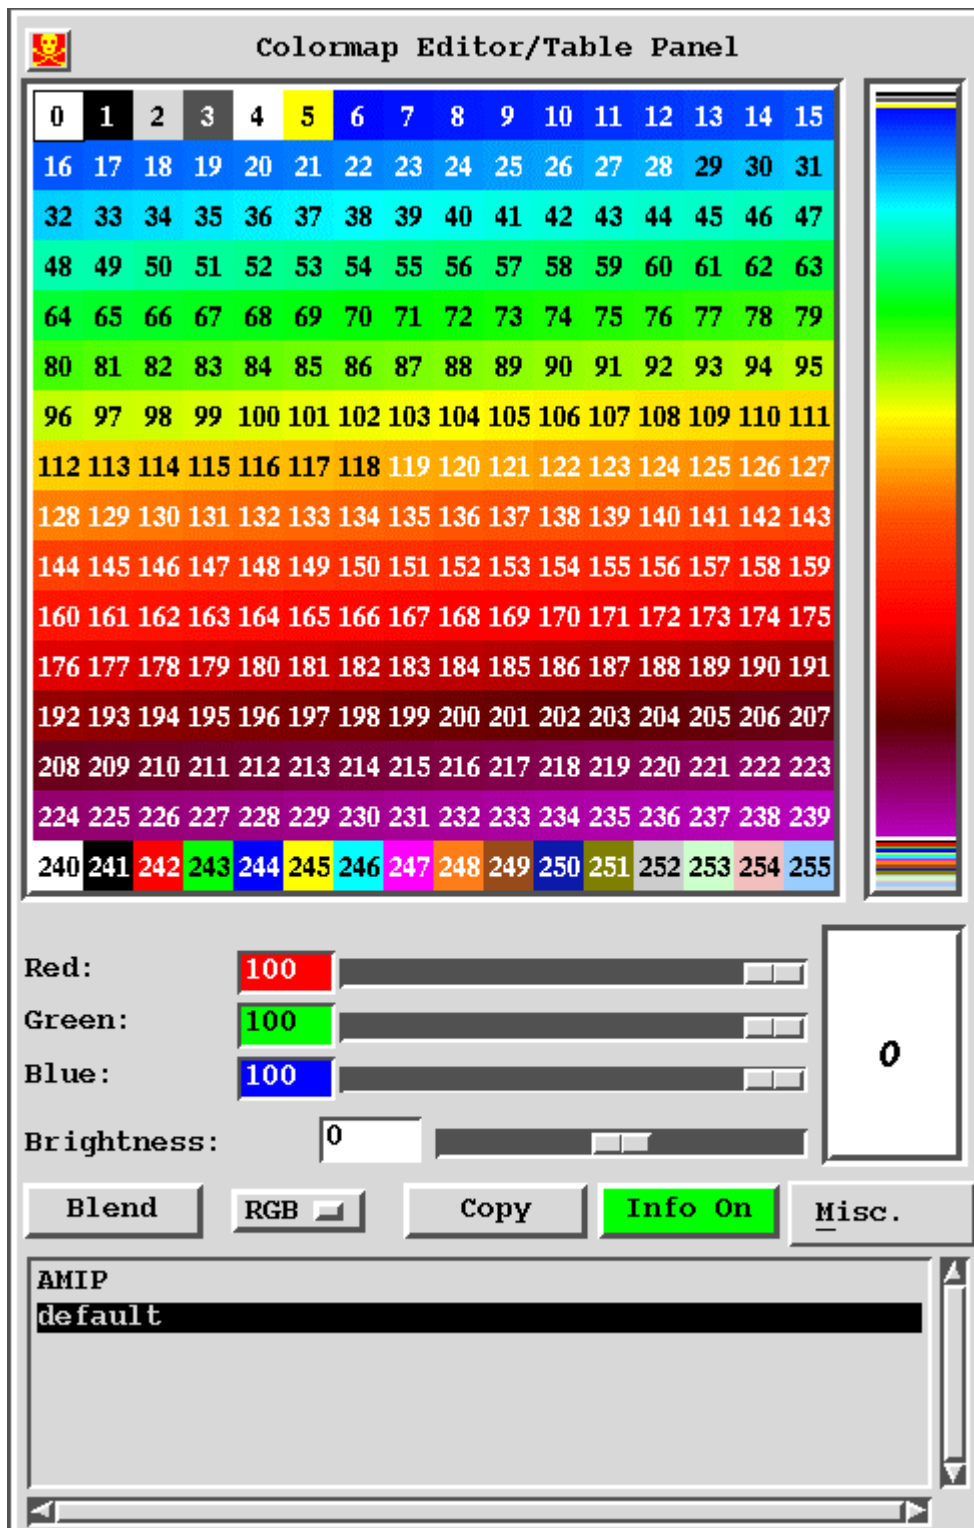 Colormap Editor/Table Panel
0 1 2 3 4 5 6 7 8 9 10 11 12 13 14 15
16 17 18 19 20 21 22 23 24 25 26 27 28 29 30 31
32 33 34 35 36 37 38 39 40 41 42 43 44 45 46 47
48 49 50 51 52 53 54 55 56 57 58 59 60 61 62 63
64 65 66 67 68 69 70 71 72 73 74 75 76 77 78 79
80 81 82 83 84 85 86 87 88 89 90 91 92 93 94 95
96 97 98 99 100 101 102 103 104 105 106 107 108 109 110 111
112 113 114 115 116 117 118 119 120 121 122 123 124 125 126 127
128 129 130 131 132 133 134 135 136 137 138 139 140 141 142 143
144 145 146 147 148 149 150 151 152 153 154 155 156 157 158 159
160 161 162 163 164 165 166 167 168 169 170 171 172 173 174 175
176 177 178 179 180 181 182 183 184 185 186 187 188 189 190 191
192 193 194 195 196 197 198 199 200 201 202 203 204 205 206 207
208 209 210 211 212 213 214 215 216 217 218 219 220 221 222 223
224 225 226 227 228 229 230 231 232 233 234 235 236 237 238 239
240 241 242 243 244 245 246 247 248 249 250 251 252 253 254 255
Red: 100
Green: 100
Blue: 100
0
Brightness: 0
Blend RGB Copy Info On Misc.
AMIP
default